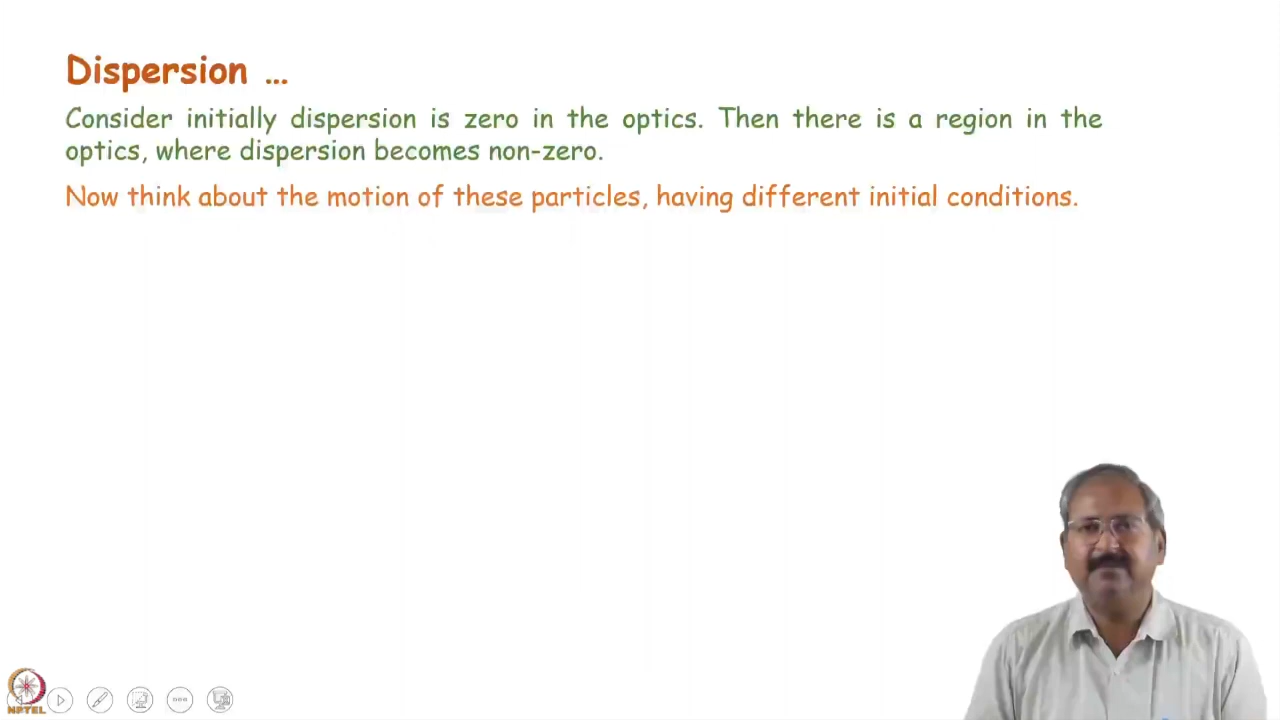 Dispersion ...
Consider initially dispersion is zero in the optics. Then there is a region in the
optics, where dispersion becomes non-zero.
Now think about the motion of these particles, having different initial conditions.
NPTEL